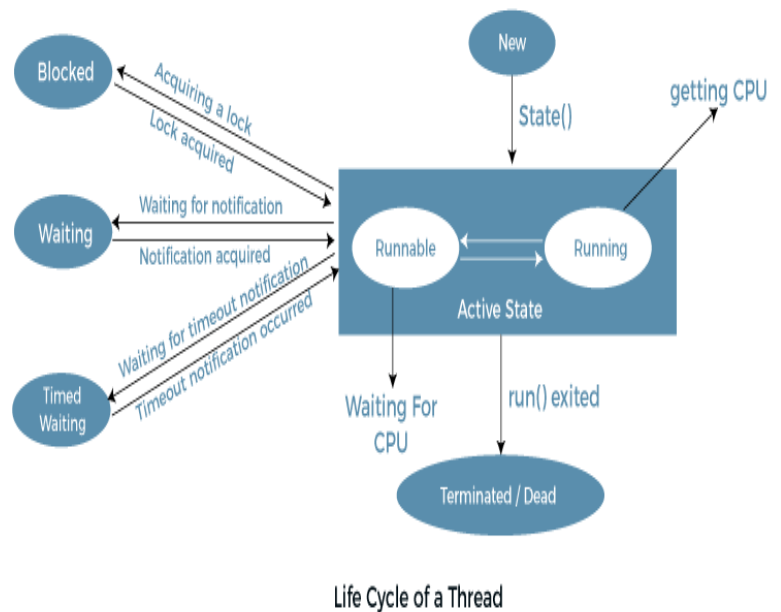 New
Blocked
getting CPU
Acquiring a lock
Lock acquired
State()
Waiting for notification
Waiting
Notification acquired
Runnable
Running
Active State
Waiting for timeout notification
Timeout notification occurred
Timed
Waiting
Waiting For
CPU
run() exited
Terminated / Dead
Life Cycle of a Thread